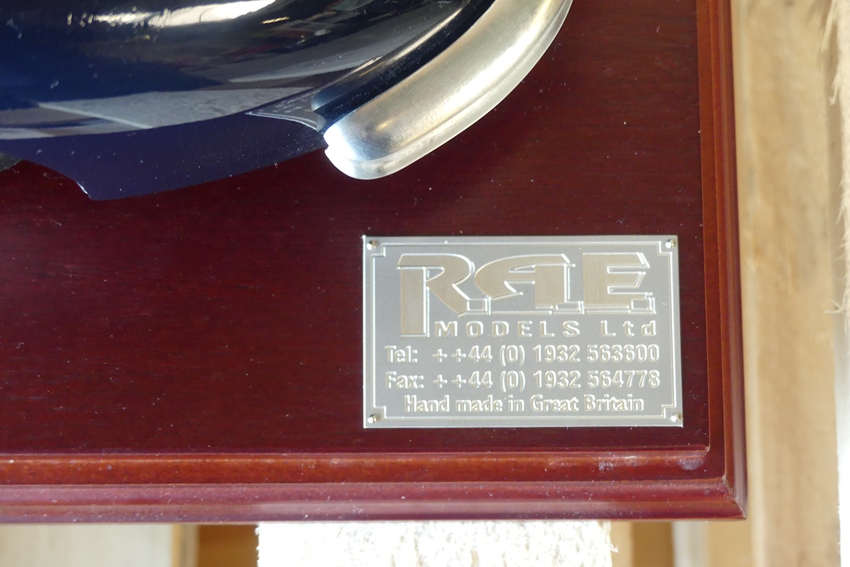 R.A.E.
MODELS Ltd
Tel: ++44 (0) 1932 563600
Fax: ++44 (0) 1932 564778
Hand made in Great Britain